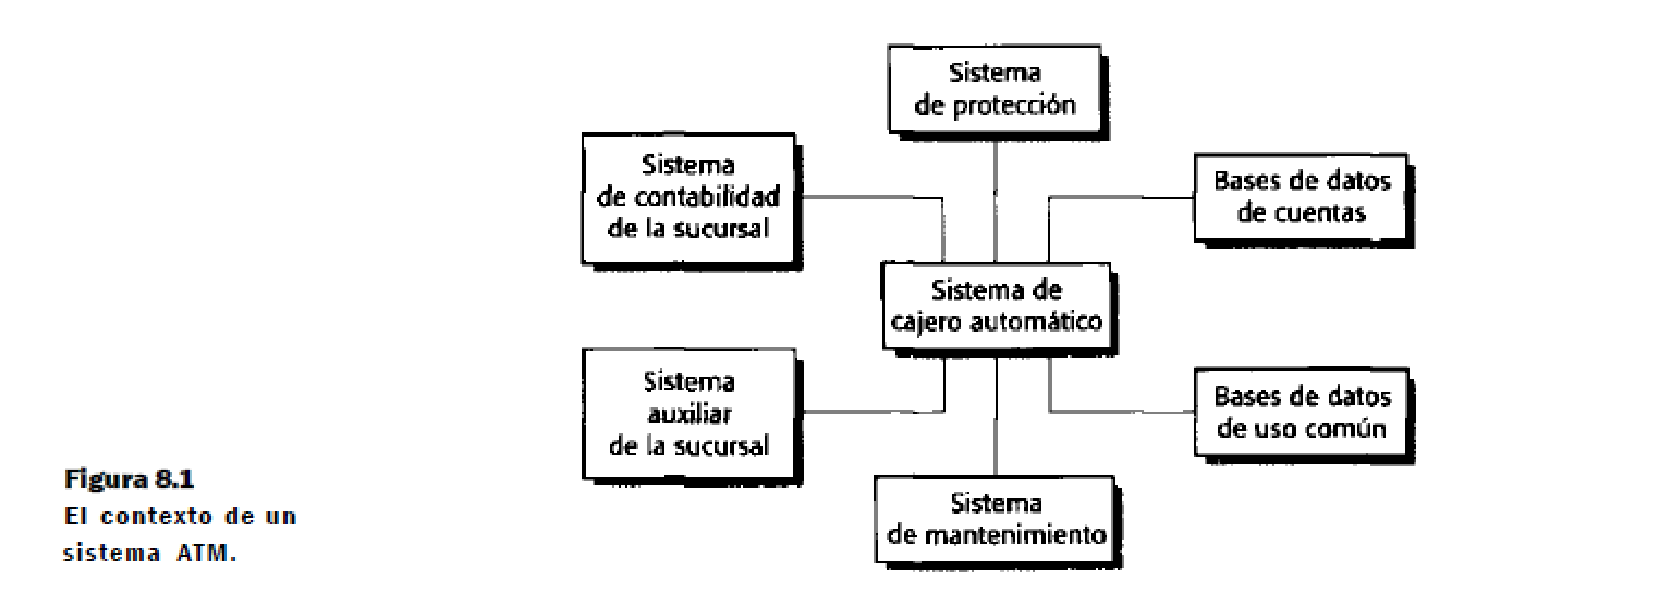 Sistema
de protección
Sistema
de contabilidad
de la sucursal
Bases de datos
de cuentas
Sistema de
cajero automático
Sistema
auxiliar
de la sucursal
Bases de datos
de uso común
Sistema
de mantenimiento
Figura 8.1
El contexto de un
sistema ATM.